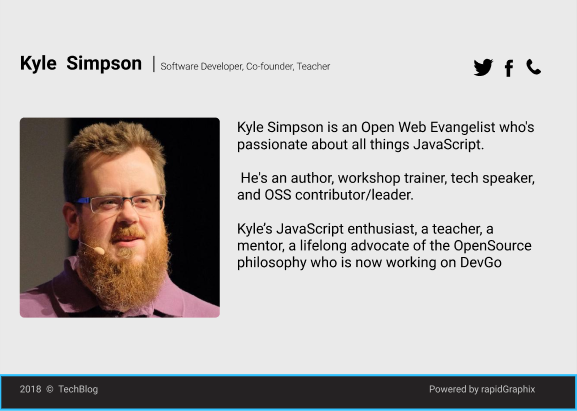 Kyle Simpson | Software Developer, Co-founder, Teacher
Kyle Simpson is an Open Web Evangelist who's
passionate about all things JavaScript.
He's an author, workshop trainer, tech speaker,
and OSS contributor/leader.
Kyle’s JavaScript enthusiast, a teacher, a
mentor, a lifelong advocate of the OpenSource
philosophy who is now working on DevGo
2018 © TechBlog
Powered by rapidGraphix